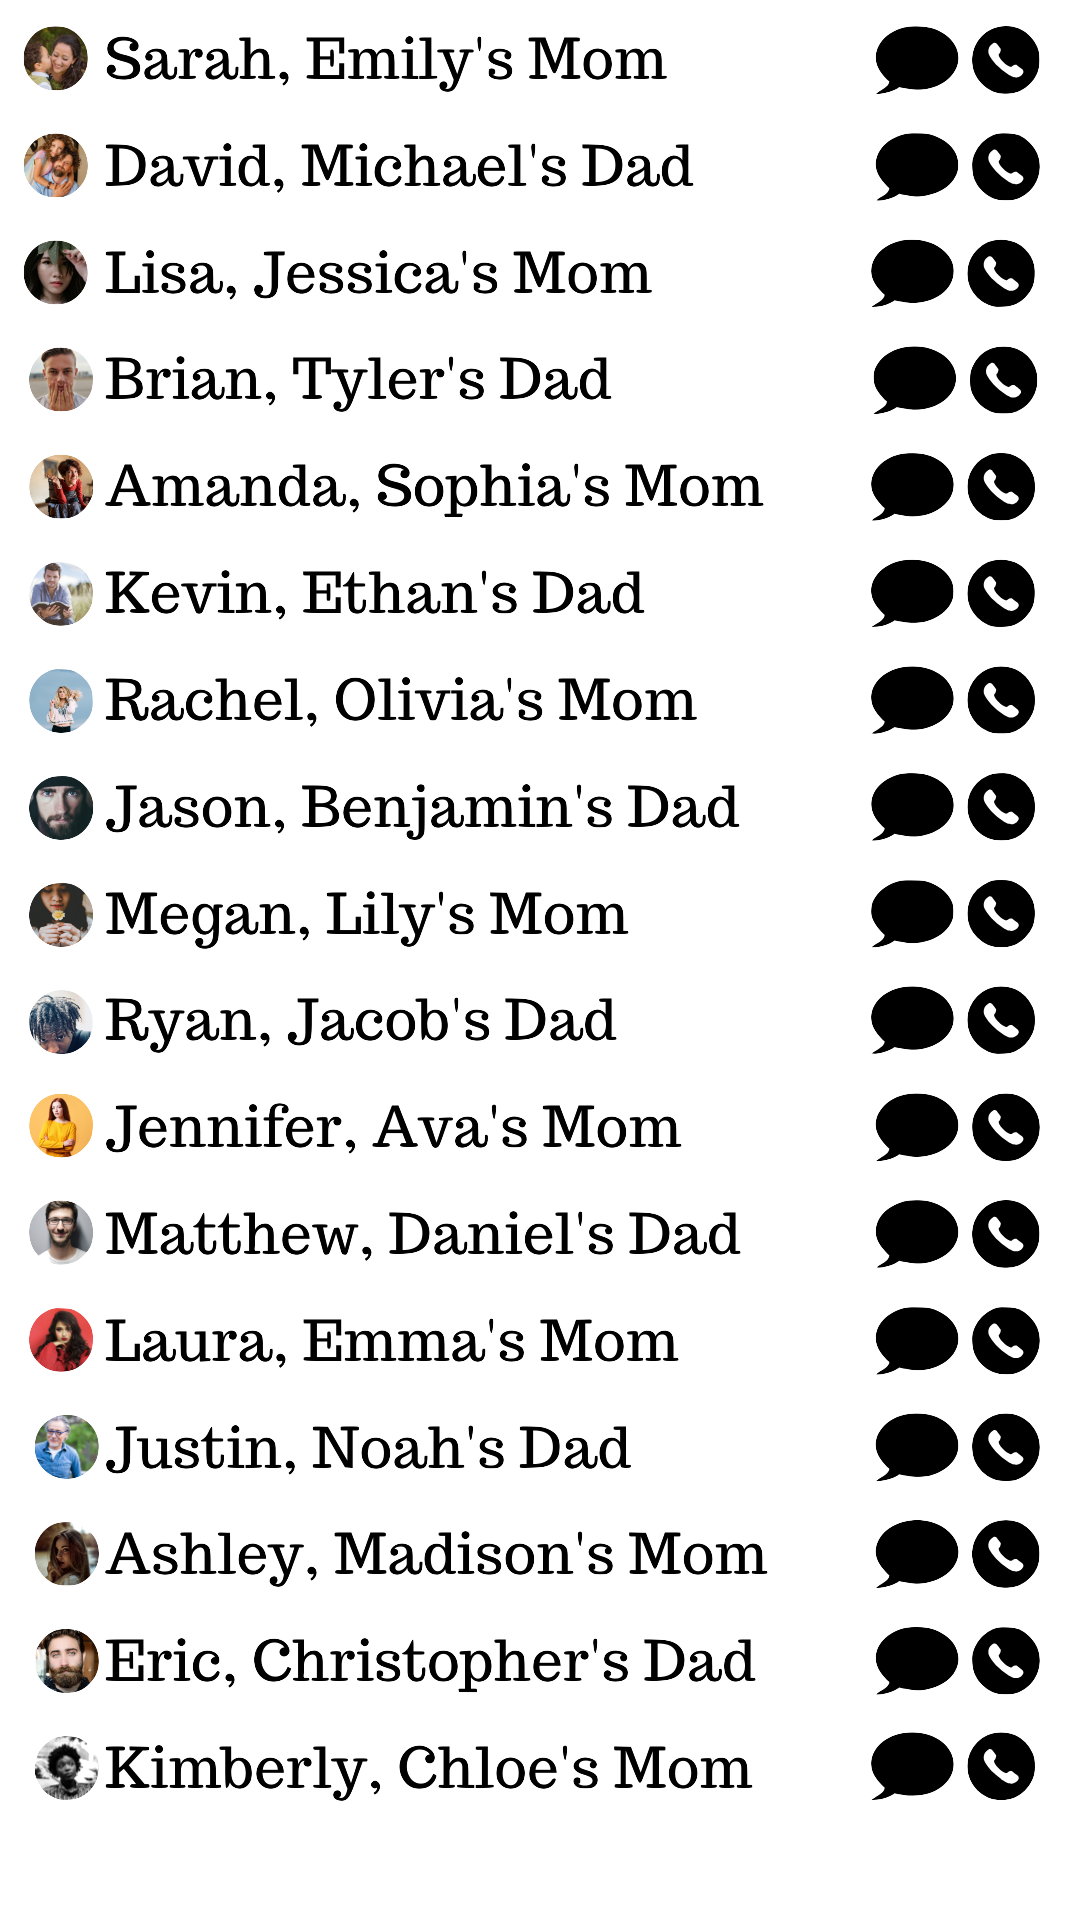 Sarah, Emily's Mom
David, Michael's Dad
Lisa, Jessica's Mom
Brian, Tyler's Dad
Amanda, Sophia's Mom
Kevin, Ethan's Dad
Rachel, Olivia's Mom
Jason, Benjamin's Dad
Megan, Lily's Mom
Ryan, Jacob's Dad
Jennifer, Ava's Mom
Matthew, Daniel's Dad
Laura, Emma's Mom
Justin, Noah's Dad
Ashley, Madison's Mom
Eric, Christopher's Dad
Kimberly, Chloe's Mom